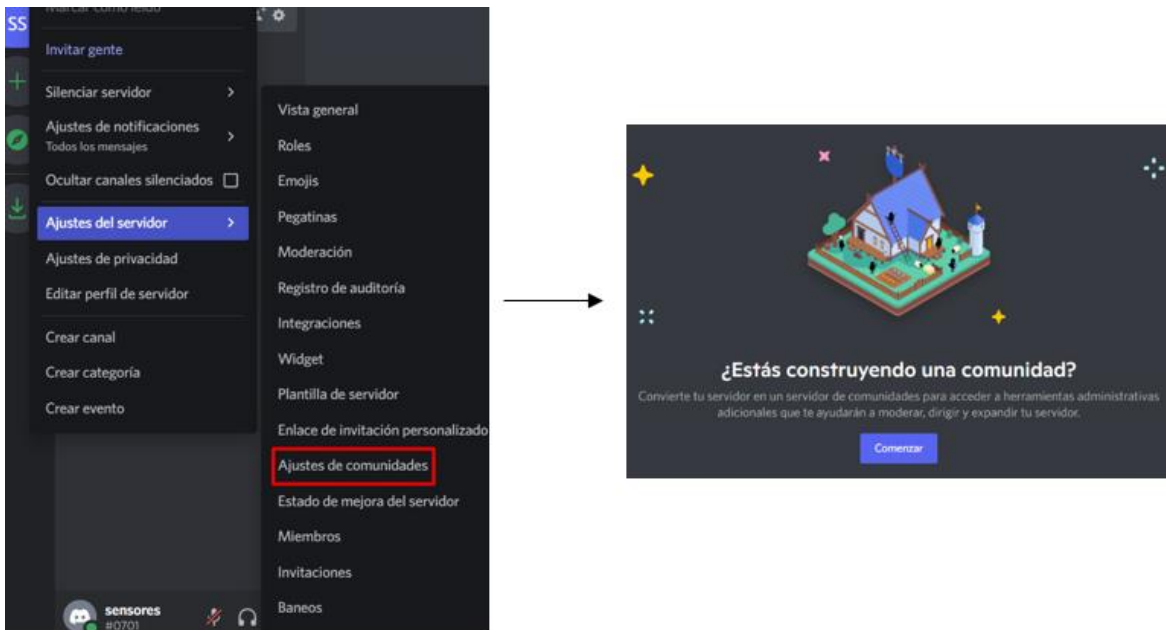 Marcar como leído
SS
Invitar gente
Silenciar servidor
Ajustes de notificaciones
Todos los mensajes
Ocultar canales silenciados
Ajustes del servidor
Ajustes de privacidad
Editar perfil de servidor
Crear canal
Crear categoría
Crear evento
sensores
#0701
Vista general
Roles
Emojis
Pegatinas
Moderación
Registro de auditoría
Integraciones
Widget
Plantilla de servidor
Enlace de invitación personalizado
Ajustes de comunidades
Estado de mejora del servidor
Miembros
Invitaciones
Baneos
¿Estás construyendo una comunidad?
Convierte tu servidor en un servidor de comunidades para acceder a herramientas administrativas
adicionales que te ayudarán a moderar, dirigir y expandir tu servidor.
Comenzar